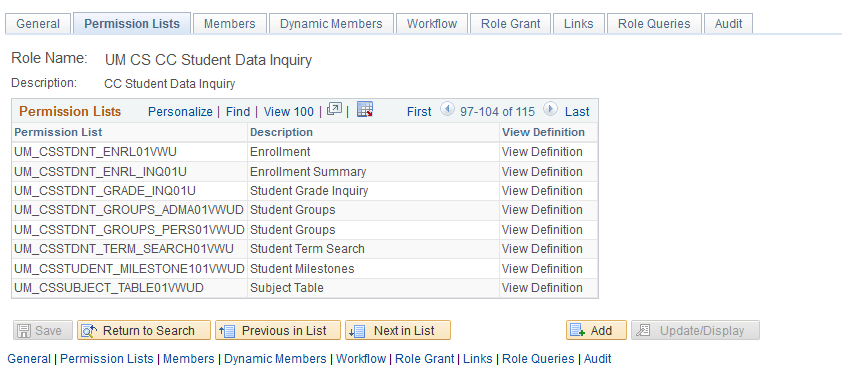 General Permission Lists Members Dynamic Members Workflow Role Grant Links Role Queries Audit
Role Name: UM CS CC Student Data Inquiry
Description: CC Student Data Inquiry
Permission Lists Personalize | Find | View 100 | | First 97-104 of 115 Last
Permission List Description View Definition
UM_CSSTDNT_ENRL01VWU Enrollment View Definition
UM_CSSTDNT_ENRL_INQ01U Enrollment Summary View Definition
UM_CSSTDNT_GRADE_INQ01U Student Grade Inquiry View Definition
UM_CSSTDNT_GROUPS_ADMA01VWUD Student Groups View Definition
UM_CSSTDNT_GROUPS_PERS01VWUD Student Groups View Definition
UM_CSSTDNT_TERM_SEARCH01VWU Student Term Search View Definition
UM_CSSTUDENT_MILESTONE101VWUD Student Milestones View Definition
UM_CSSUBJECT_TABLE01VWUD Subject Table View Definition
Save Return to Search Previous in List Next in List Add Update/Display
General | Permission Lists | Members | Dynamic Members | Workflow | Role Grant | Links | Role Queries | Audit